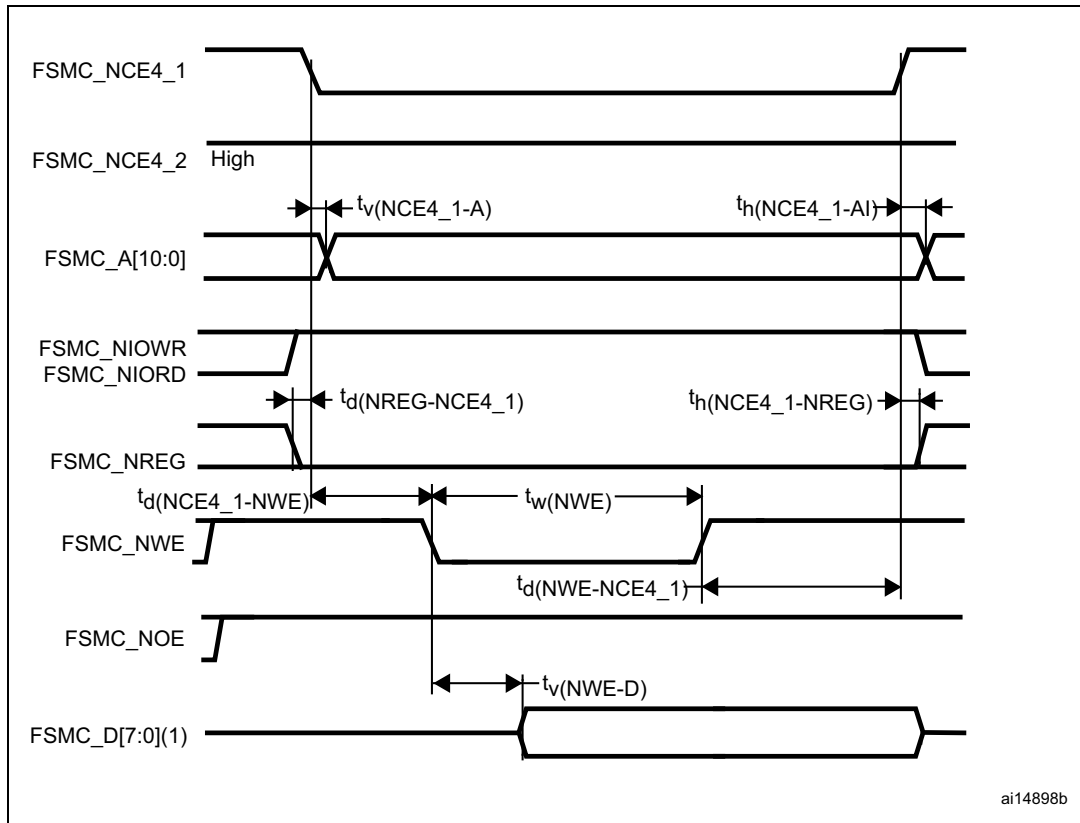 FSMC_NCE4_1
FSMC_NCE4_2 High
tv(NCE4_1-A) th(NCE4_1-AI)
FSMC_A[10:0]
FSMC_NIOWR
FSMC_NIORD
td(NREG-NCE4_1) th(NCE4_1-NREG)
FSMC_NREG
td(NCE4_1-NWE) tw(NWE)
FSMC_NWE
td(NWE-NCE4_1)
FSMC_NOE
tv(NWE-D)
FSMC_D[7:0](1)
ai14898b